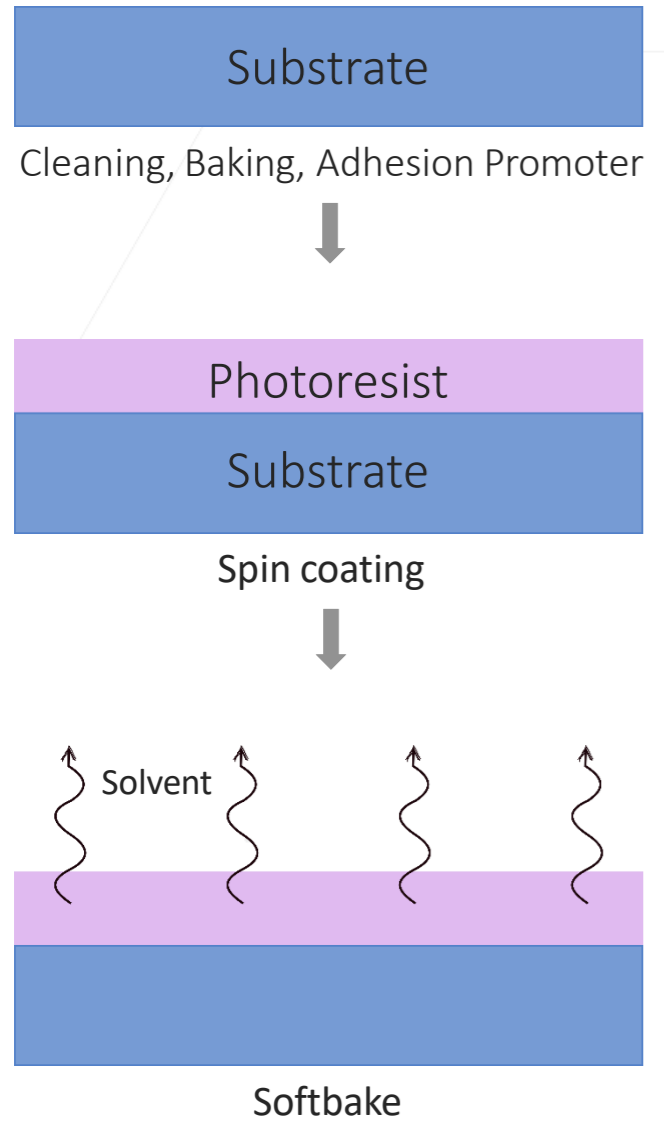 Substrate
Cleaning, Baking, Adhesion Promoter
Photoresist
Substrate
Spin coating
Solvent
Softbake